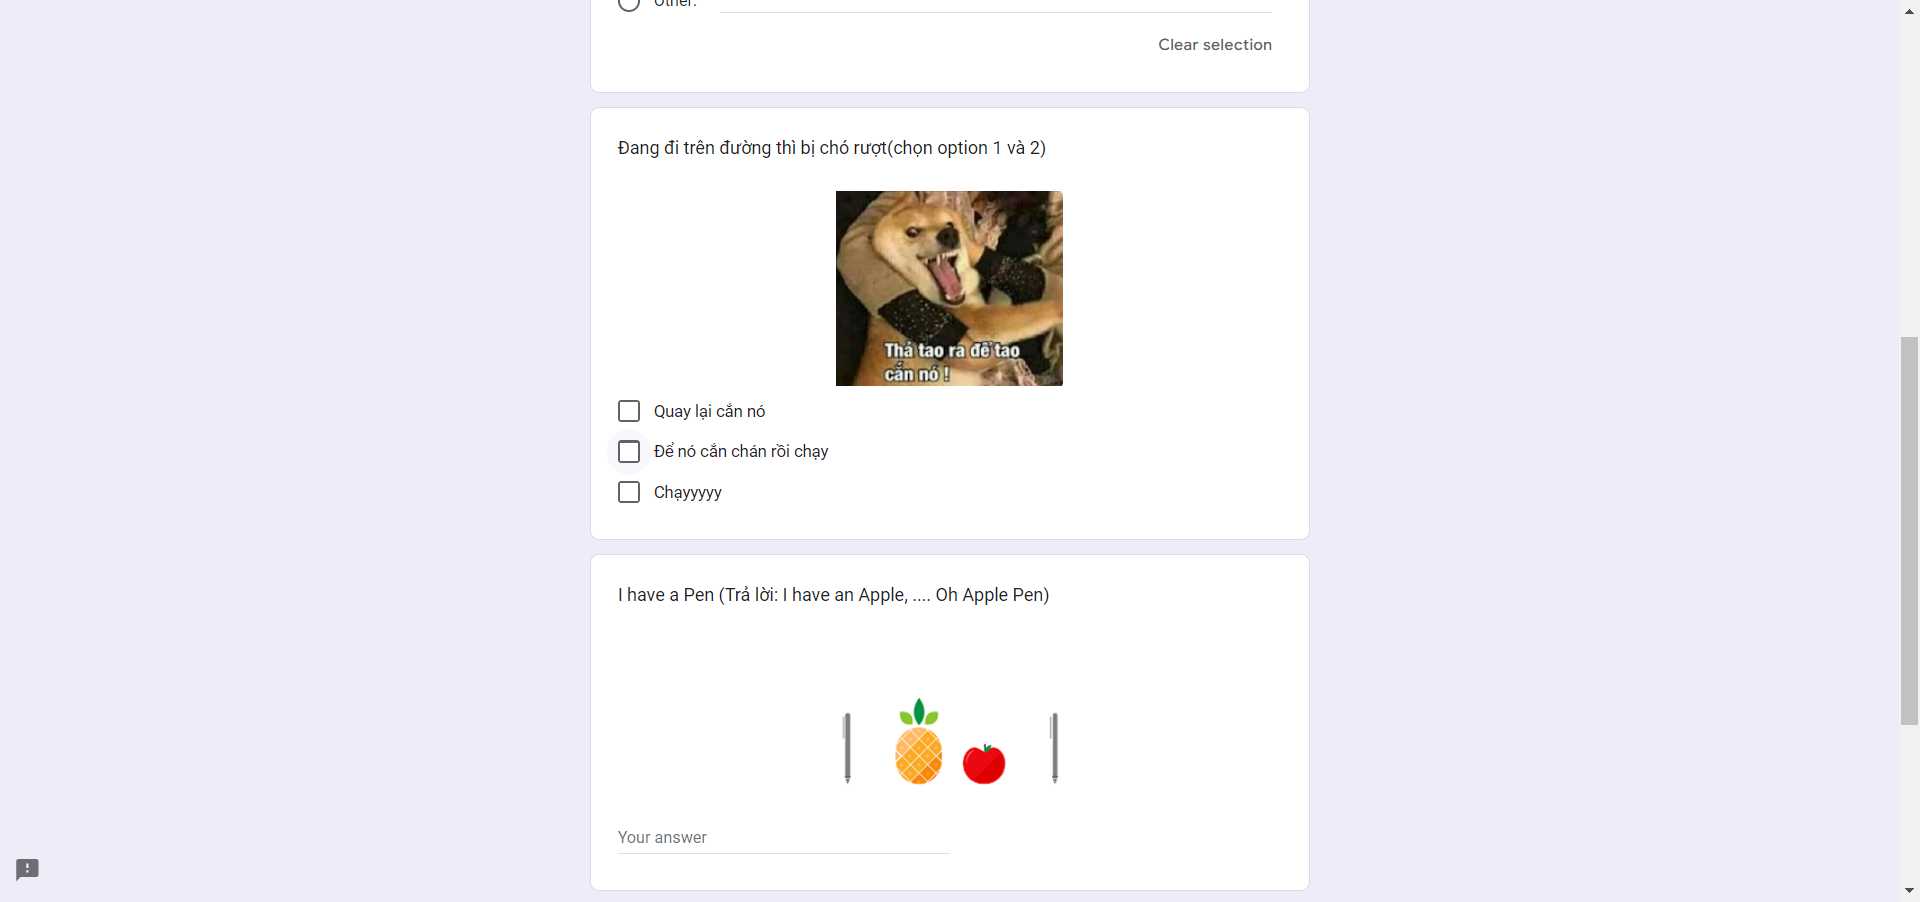 Other:
Clear selection
Đang đi trên đường thì bị chó rượt(chọn option 1 và 2)
Thả tao ra để tao
cắn nó !
Quay lại cắn nó
Để nó cắn chán rồi chạy
Chạyyyyy
I have a Pen (Trả lời: I have an Apple, .... Oh Apple Pen)
Your answer